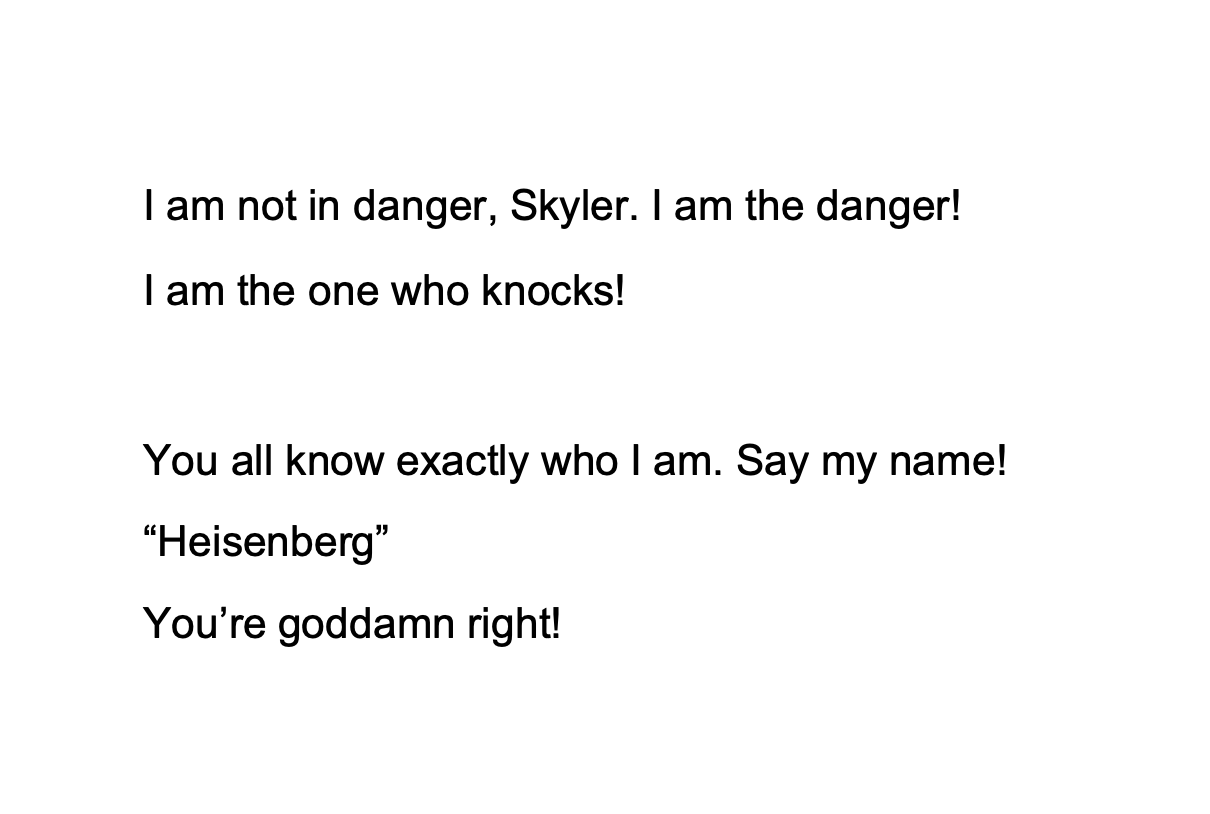 I am not in danger, Skyler. I am the danger!
I am the one who knocks!
You all know exactly who I am. Say my name!
“Heisenberg”
You’re goddamn right!